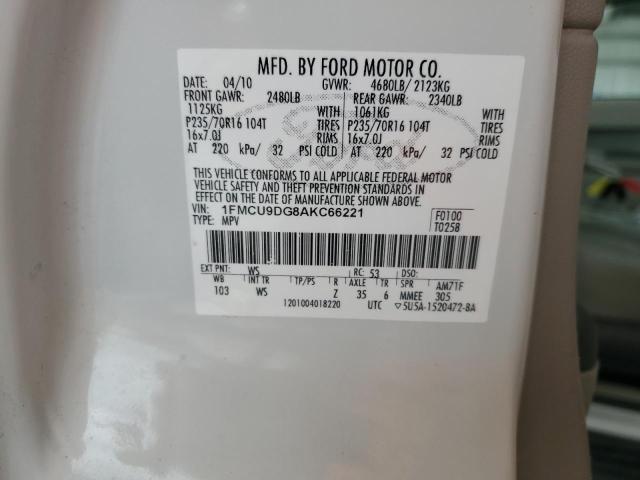 MFD. BY FORD MOTOR CO.
DATE: 04/10 GVWR: 4680LB/ 2123KG
FRONT GAWR: 2480LB REAR GAWR: 2340LB
1125KG WITH 1061KG WITH
P235/70R16 104T TIRES P235/70R16 104T TIRES
16x7.0J RIMS 16x7.0J RIMS
AT 220 kPa/ 32 PSI COLD AT 220 kPa/ 32 PSI COLD
THIS VEHICLE CONFORMS TO ALL APPLICABLE FEDERAL MOTOR
VEHICLE SAFETY AND THEFT PREVENTION STANDARDS IN
EFFECT ON THE DATE OF MANUFACTURE SHOWN ABOVE.
VIN: 1FMCU9DG8AKC66221 F0100
TYPE: MPV T0258
EXT PNT: WS RC: 53 DSO:
WB INT TR TP/PS R AXLE TR SPR AM71F
103 WS Z 35 6 MMEE 305
1201004018220 UTC ▽5U5A-1520472-BA
Ford